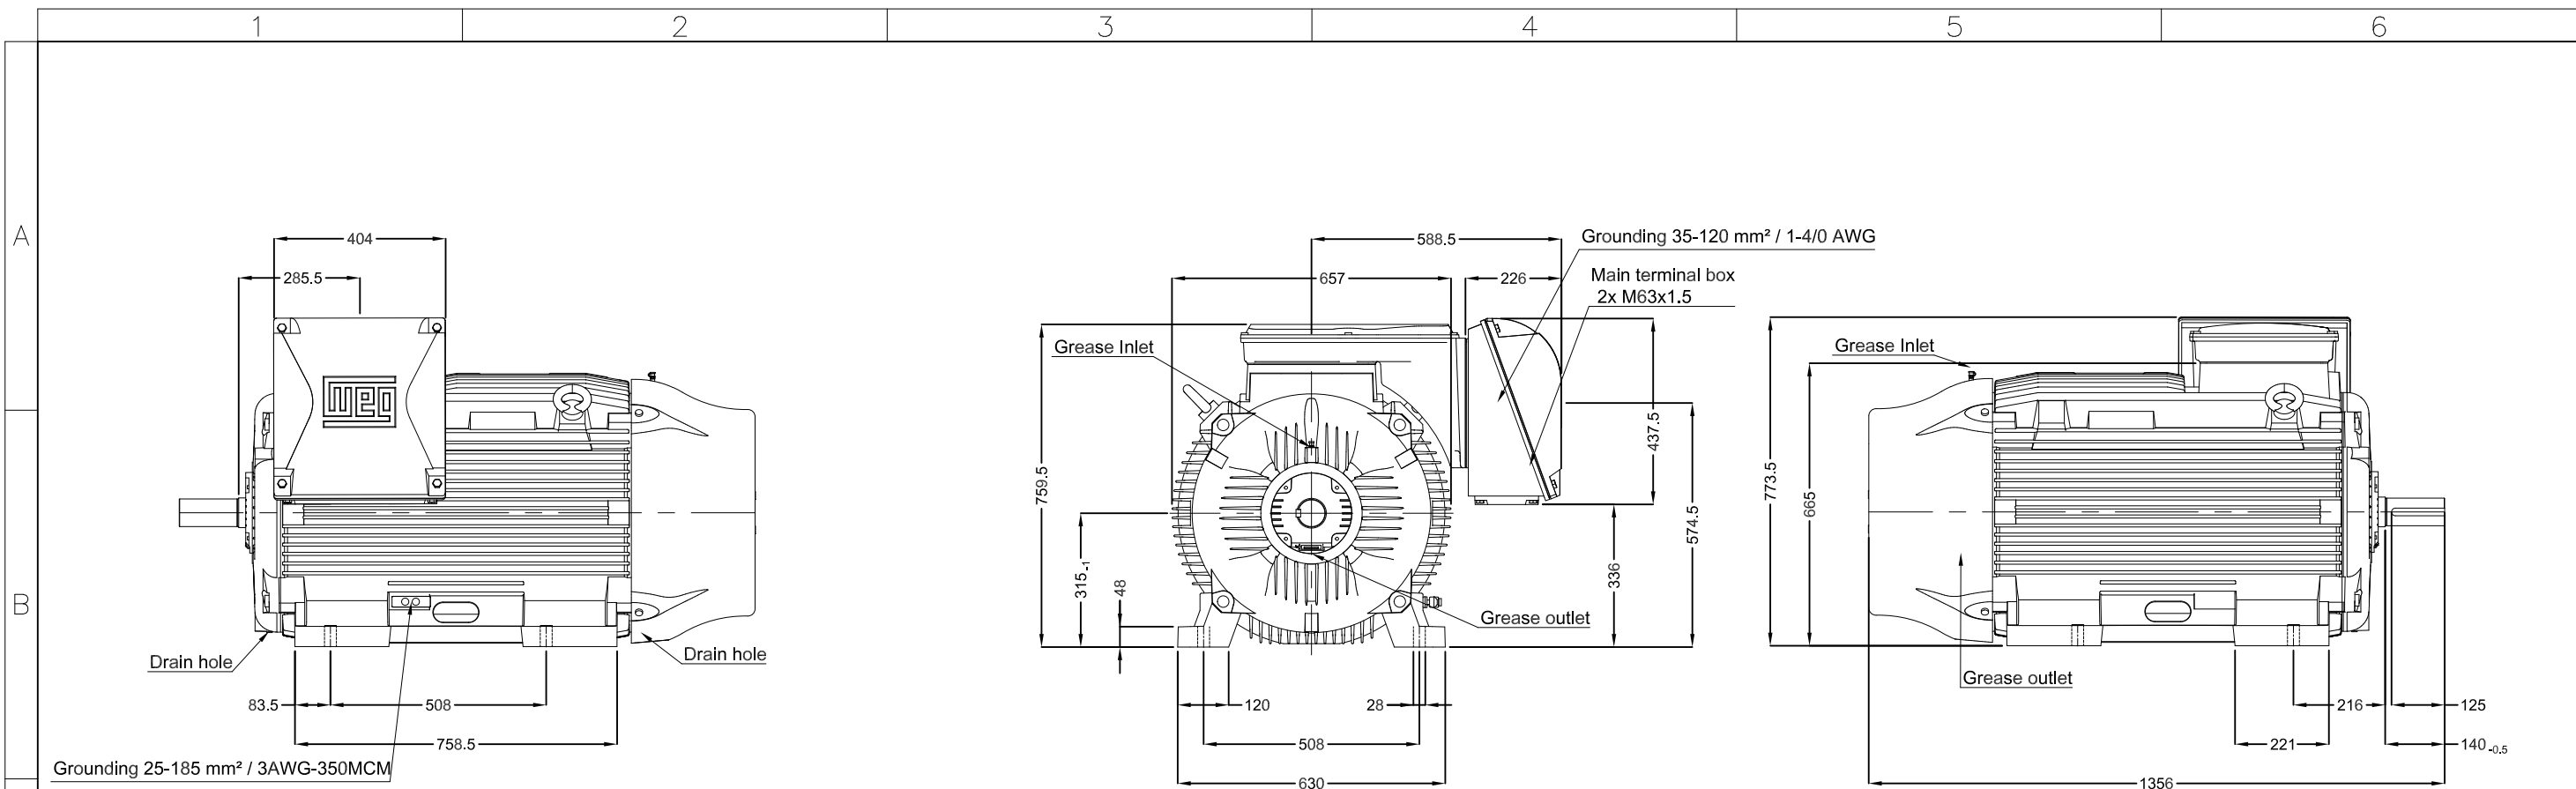 1
2
3
4
5
6
A
B
404
285.5
WEG
Drain hole
Drain hole
83.5
508
758.5
Grounding 25-185 mm² / 3AWG-350MCM
588.5
Grounding 35-120 mm² / 1-4/0 AWG
657
226
Main terminal box
2x M63x1.5
Grease Inlet
759.5
437.5
574.5
315-1
48
336
Grease outlet
120
28
508
630
Grease Inlet
773.5
665
Grease outlet
216
125
221
140-0.5
1356